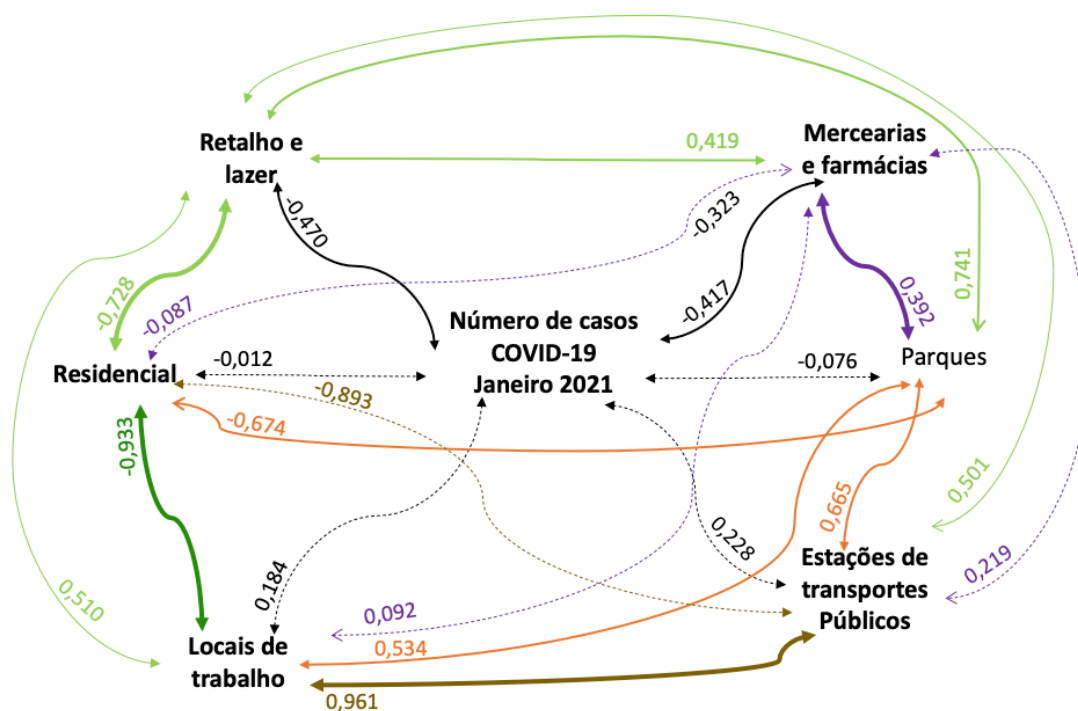 Retalho e
lazer
Mercearias
e farmácias
0,419
-0,470
-0,323
-0,417
0,741
0,392
-0,728
-0,087
Número de casos
COVID-19
Janeiro 2021
Residencial
-0,012
-0,076
Parques
-0,893
-0,674
-0,933
0,501
0,665
0,228
Estações de
transportes
Públicos
0,219
0,184
0,510
0,092
Locais de
trabalho
0,534
0,961